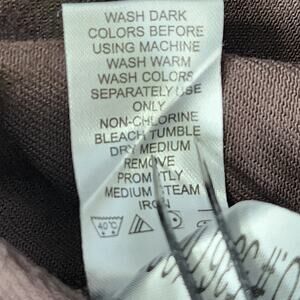 WASH DARK
COLORS BEFORE
USING MACHINE
WASH WARM
WASH COLORS
SEPARATELY USE
ONLY
NON-CHLORINE
BLEACH TUMBLE
DRY MEDIUM
REMOVE
PROMPTLY
MEDIUM STEAM
IRON
40°C